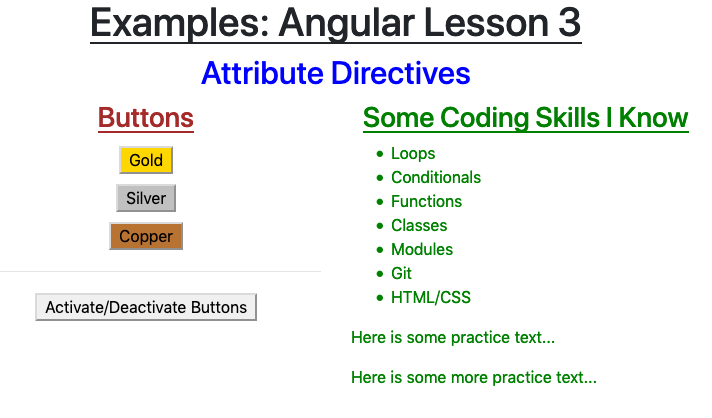 Examples: Angular Lesson 3
Attribute Directives
Buttons
Gold
Silver
Copper
Activate/Deactivate Buttons
Some Coding Skills I Know
Loops
Conditionals
Functions
Classes
Modules
Git
HTML/CSS
Here is some practice text...
Here is some more practice text...